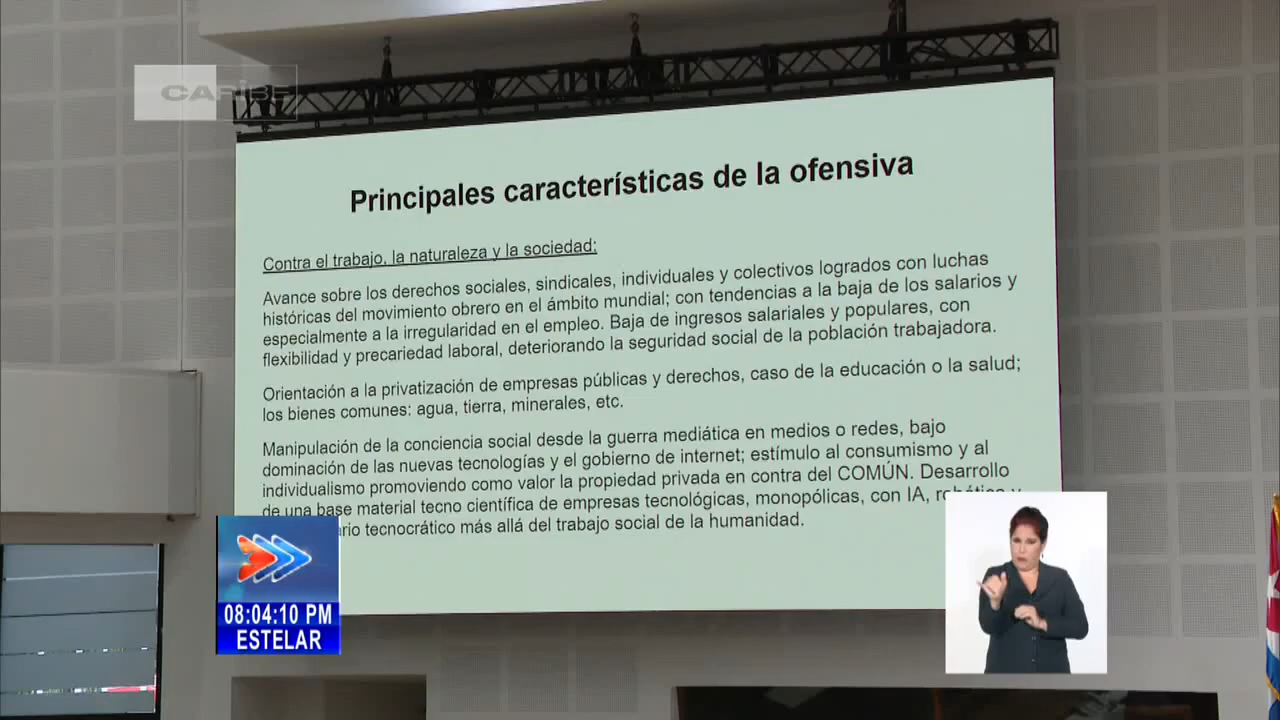 CARIBE
Principales características de la ofensiva
Contra el trabajo, la naturaleza y la sociedad:
Avance sobre los derechos sociales, sindicales, individuales y colectivos logrados con luchas
históricas del movimiento obrero en el ámbito mundial; con tendencias a la baja de los salarios y
especialmente a la irregularidad en el empleo. Baja de ingresos salariales y populares, con
flexibilidad y precariedad laboral, deteriorando la seguridad social de la población trabajadora.
Orientación a la privatización de empresas públicas y derechos, caso de la educación o la salud;
los bienes comunes: agua, tierra, minerales, etc.
Manipulación de la conciencia social desde la guerra mediática en medios o redes, bajo
dominación de las nuevas tecnologías y el gobierno de internet; estímulo al consumismo y al
individualismo promoviendo como valor la propiedad privada en contra del COMÚN. Desarrollo
de una base material tecno científica de empresas tecnológicas, monopólicas, con IA,
tecnocrático más allá del trabajo social de la humanidad.
08:04:10 PM
ESTELAR